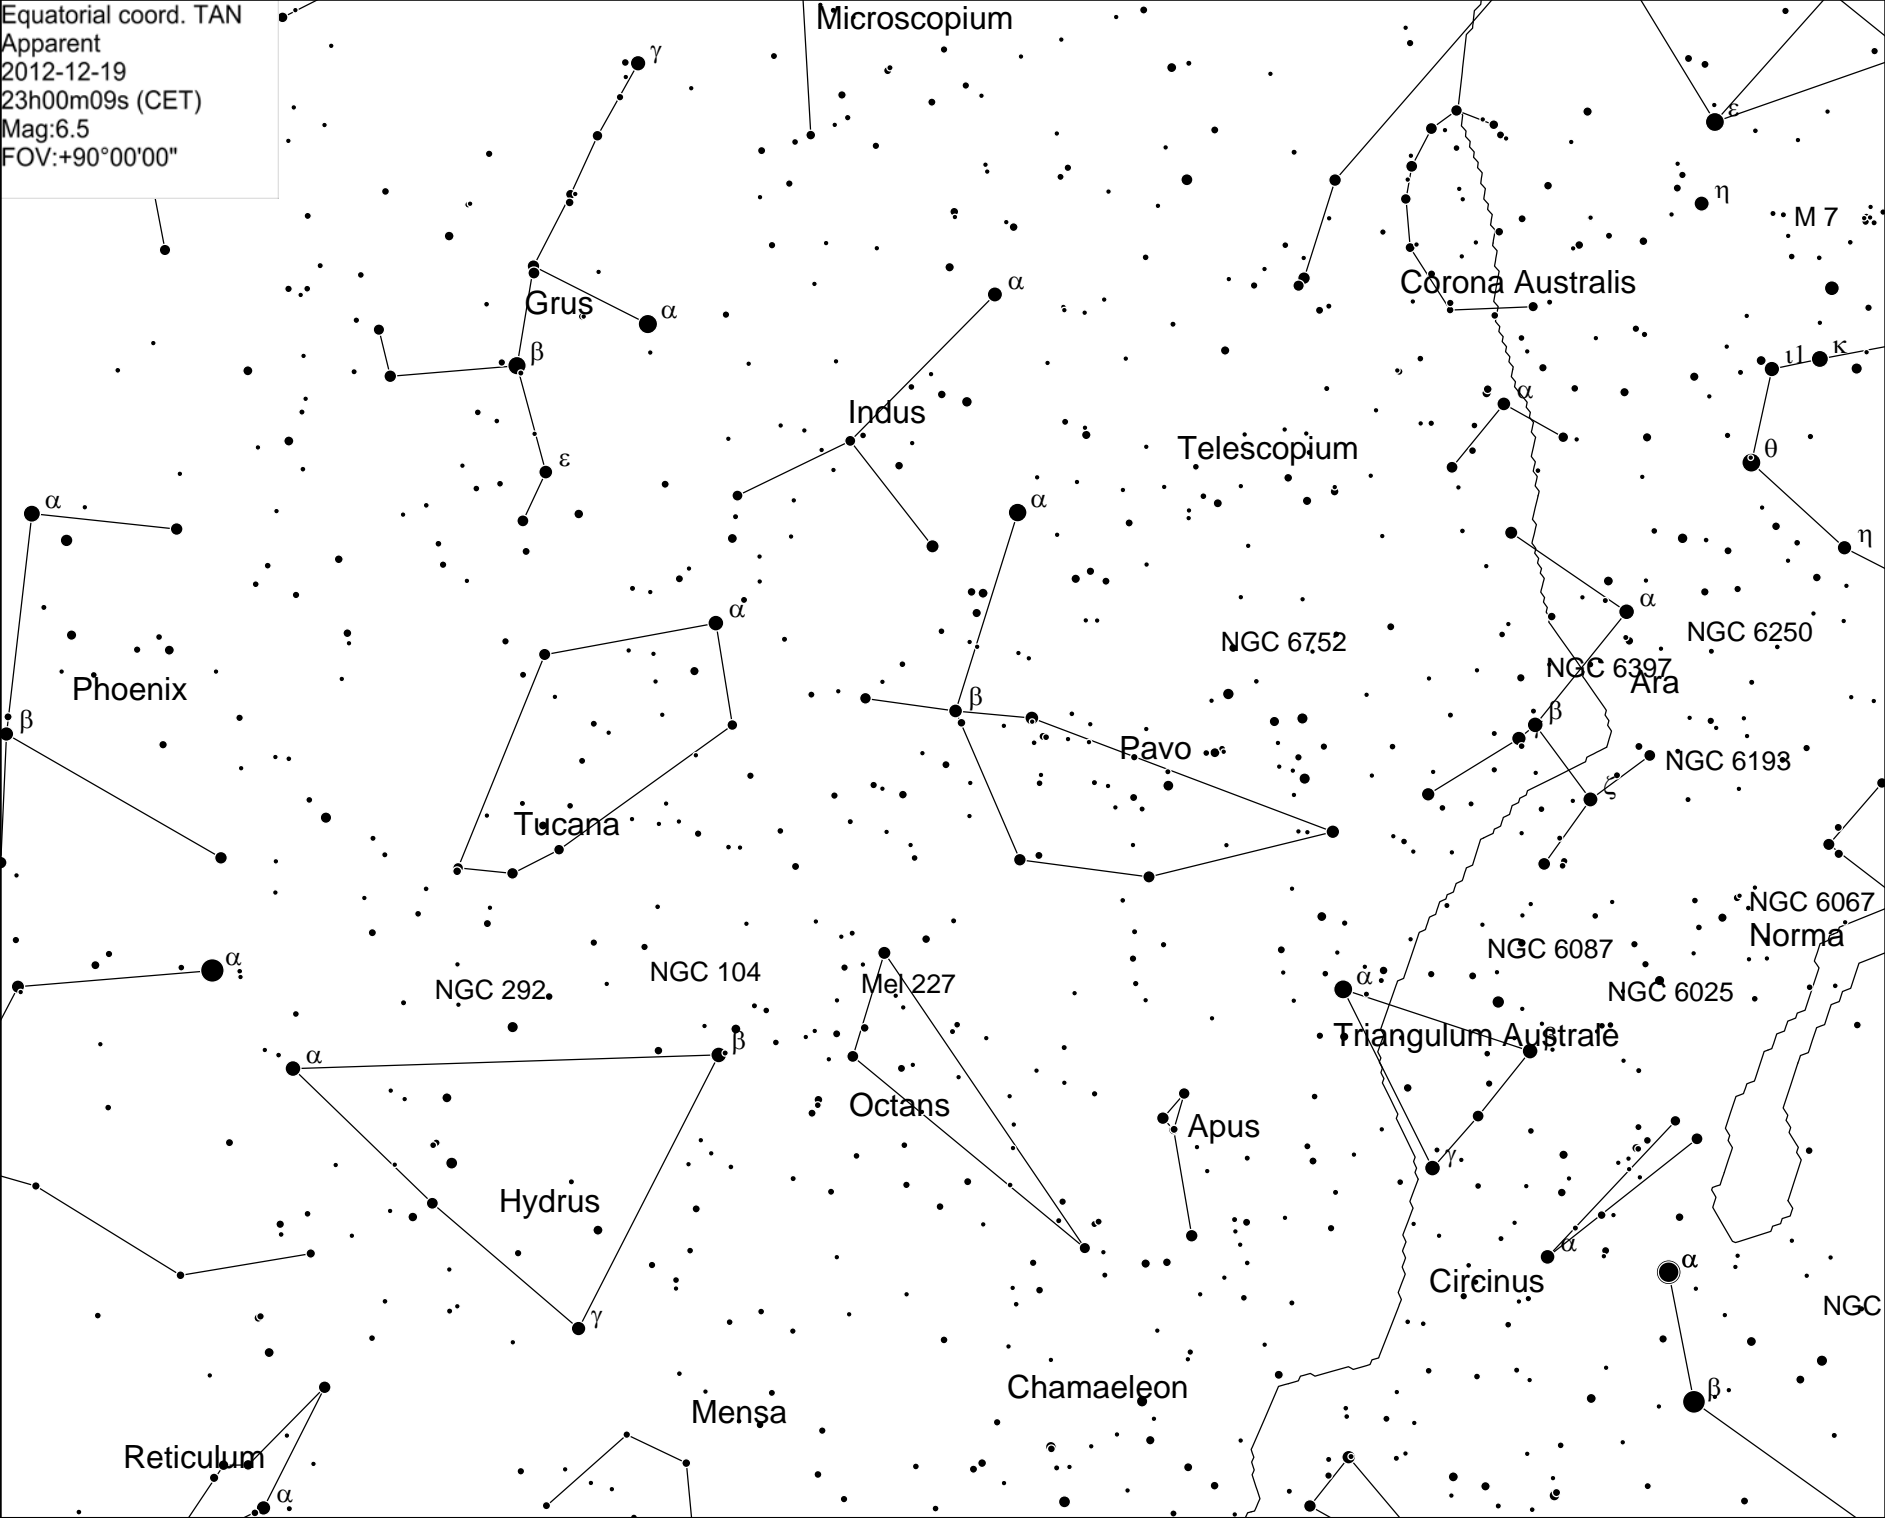 Equatorial coord. TAN
Apparent
2012-12-19
23h00m09s (CET)
Mag:6.5
FOV:+90°00'00"
Microscopium
γ
ε
η
M 7
Corona Australis
α
Grus
α
β
ι1 κ
α
Indus
Telescopium
θ
ε
α
α
η
α
α
NGC 6250
NGC 6752
NGC 6397
Ara
Phoenix
β
β
β
Pavo
NGC 6193
ζ
Tucana
NGC 6067
Norma
NGC 6087
α
NGC 104
NGC 292
Mel 227
α
NGC 6025
Triangulum Australe
β
β
α
Octans
Apus
γ
Hydrus
α
α
Circinus
NGC
γ
Chamaeleon
β
Mensa
Reticulum
α